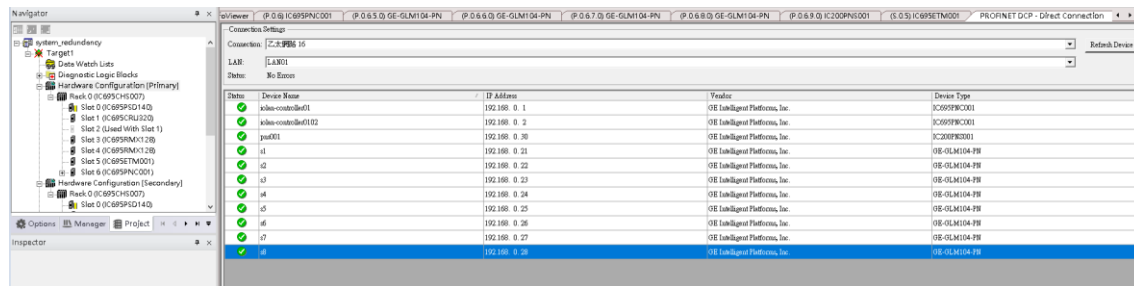 Navigator
oViewer (P.0.6) IC695PNC001 (P.0.6.5.0) GE-GLM104-PN (P.0.6.6.0) GE-GLM104-PN (P.0.6.7.0) GE-GLM104-PN (P.0.6.8.0) GE-GLM104-PN (P.0.6.9.0) IC200PNS001 (S.0.5) IC695ETM001 PROFINET DCP - Direct Connection
system_redundancy
Target1
Data Watch Lists
Diagnostic Logic Blocks
Hardware Configuration [Primary]
Rack 0 (IC695CHS007)
Slot 0 (IC695PSD140)
Slot 1 (IC695CRU320)
Slot 2 (Used With Slot 1)
Slot 3 (IC695RMX128)
Slot 4 (IC695RMX128)
Slot 5 (IC695ETM001)
Slot 6 (IC695PNC001)
Hardware Configuration [Secondary]
Rack 0 (IC695CHS007)
Slot 0 (IC695PSD140)
Options Manager Project
Inspector
Connection Settings
Connection: 乙太網路 16
Refresh Device
LAN: LAN01
Status: No Errors
Status Device Name IP Address Vendor Device Type
iolan-controller01 192.168. 0. 1 GE Intelligent Platforms, Inc. IC695PNC001
iolan-controller0102 192.168. 0. 2 GE Intelligent Platforms, Inc. IC695PNC001
pns001 192.168. 0. 30 GE Intelligent Platforms, Inc. IC200PNS001
s1 192.168. 0. 21 GE Intelligent Platforms, Inc. GE-GLM104-PN
s2 192.168. 0. 22 GE Intelligent Platforms, Inc. GE-GLM104-PN
s3 192.168. 0. 23 GE Intelligent Platforms, Inc. GE-GLM104-PN
s4 192.168. 0. 24 GE Intelligent Platforms, Inc. GE-GLM104-PN
s5 192.168. 0. 25 GE Intelligent Platforms, Inc. GE-GLM104-PN
s6 192.168. 0. 26 GE Intelligent Platforms, Inc. GE-GLM104-PN
s7 192.168. 0. 27 GE Intelligent Platforms, Inc. GE-GLM104-PN
s8 192.168. 0. 28 GE Intelligent Platforms, Inc. GE-GLM104-PN